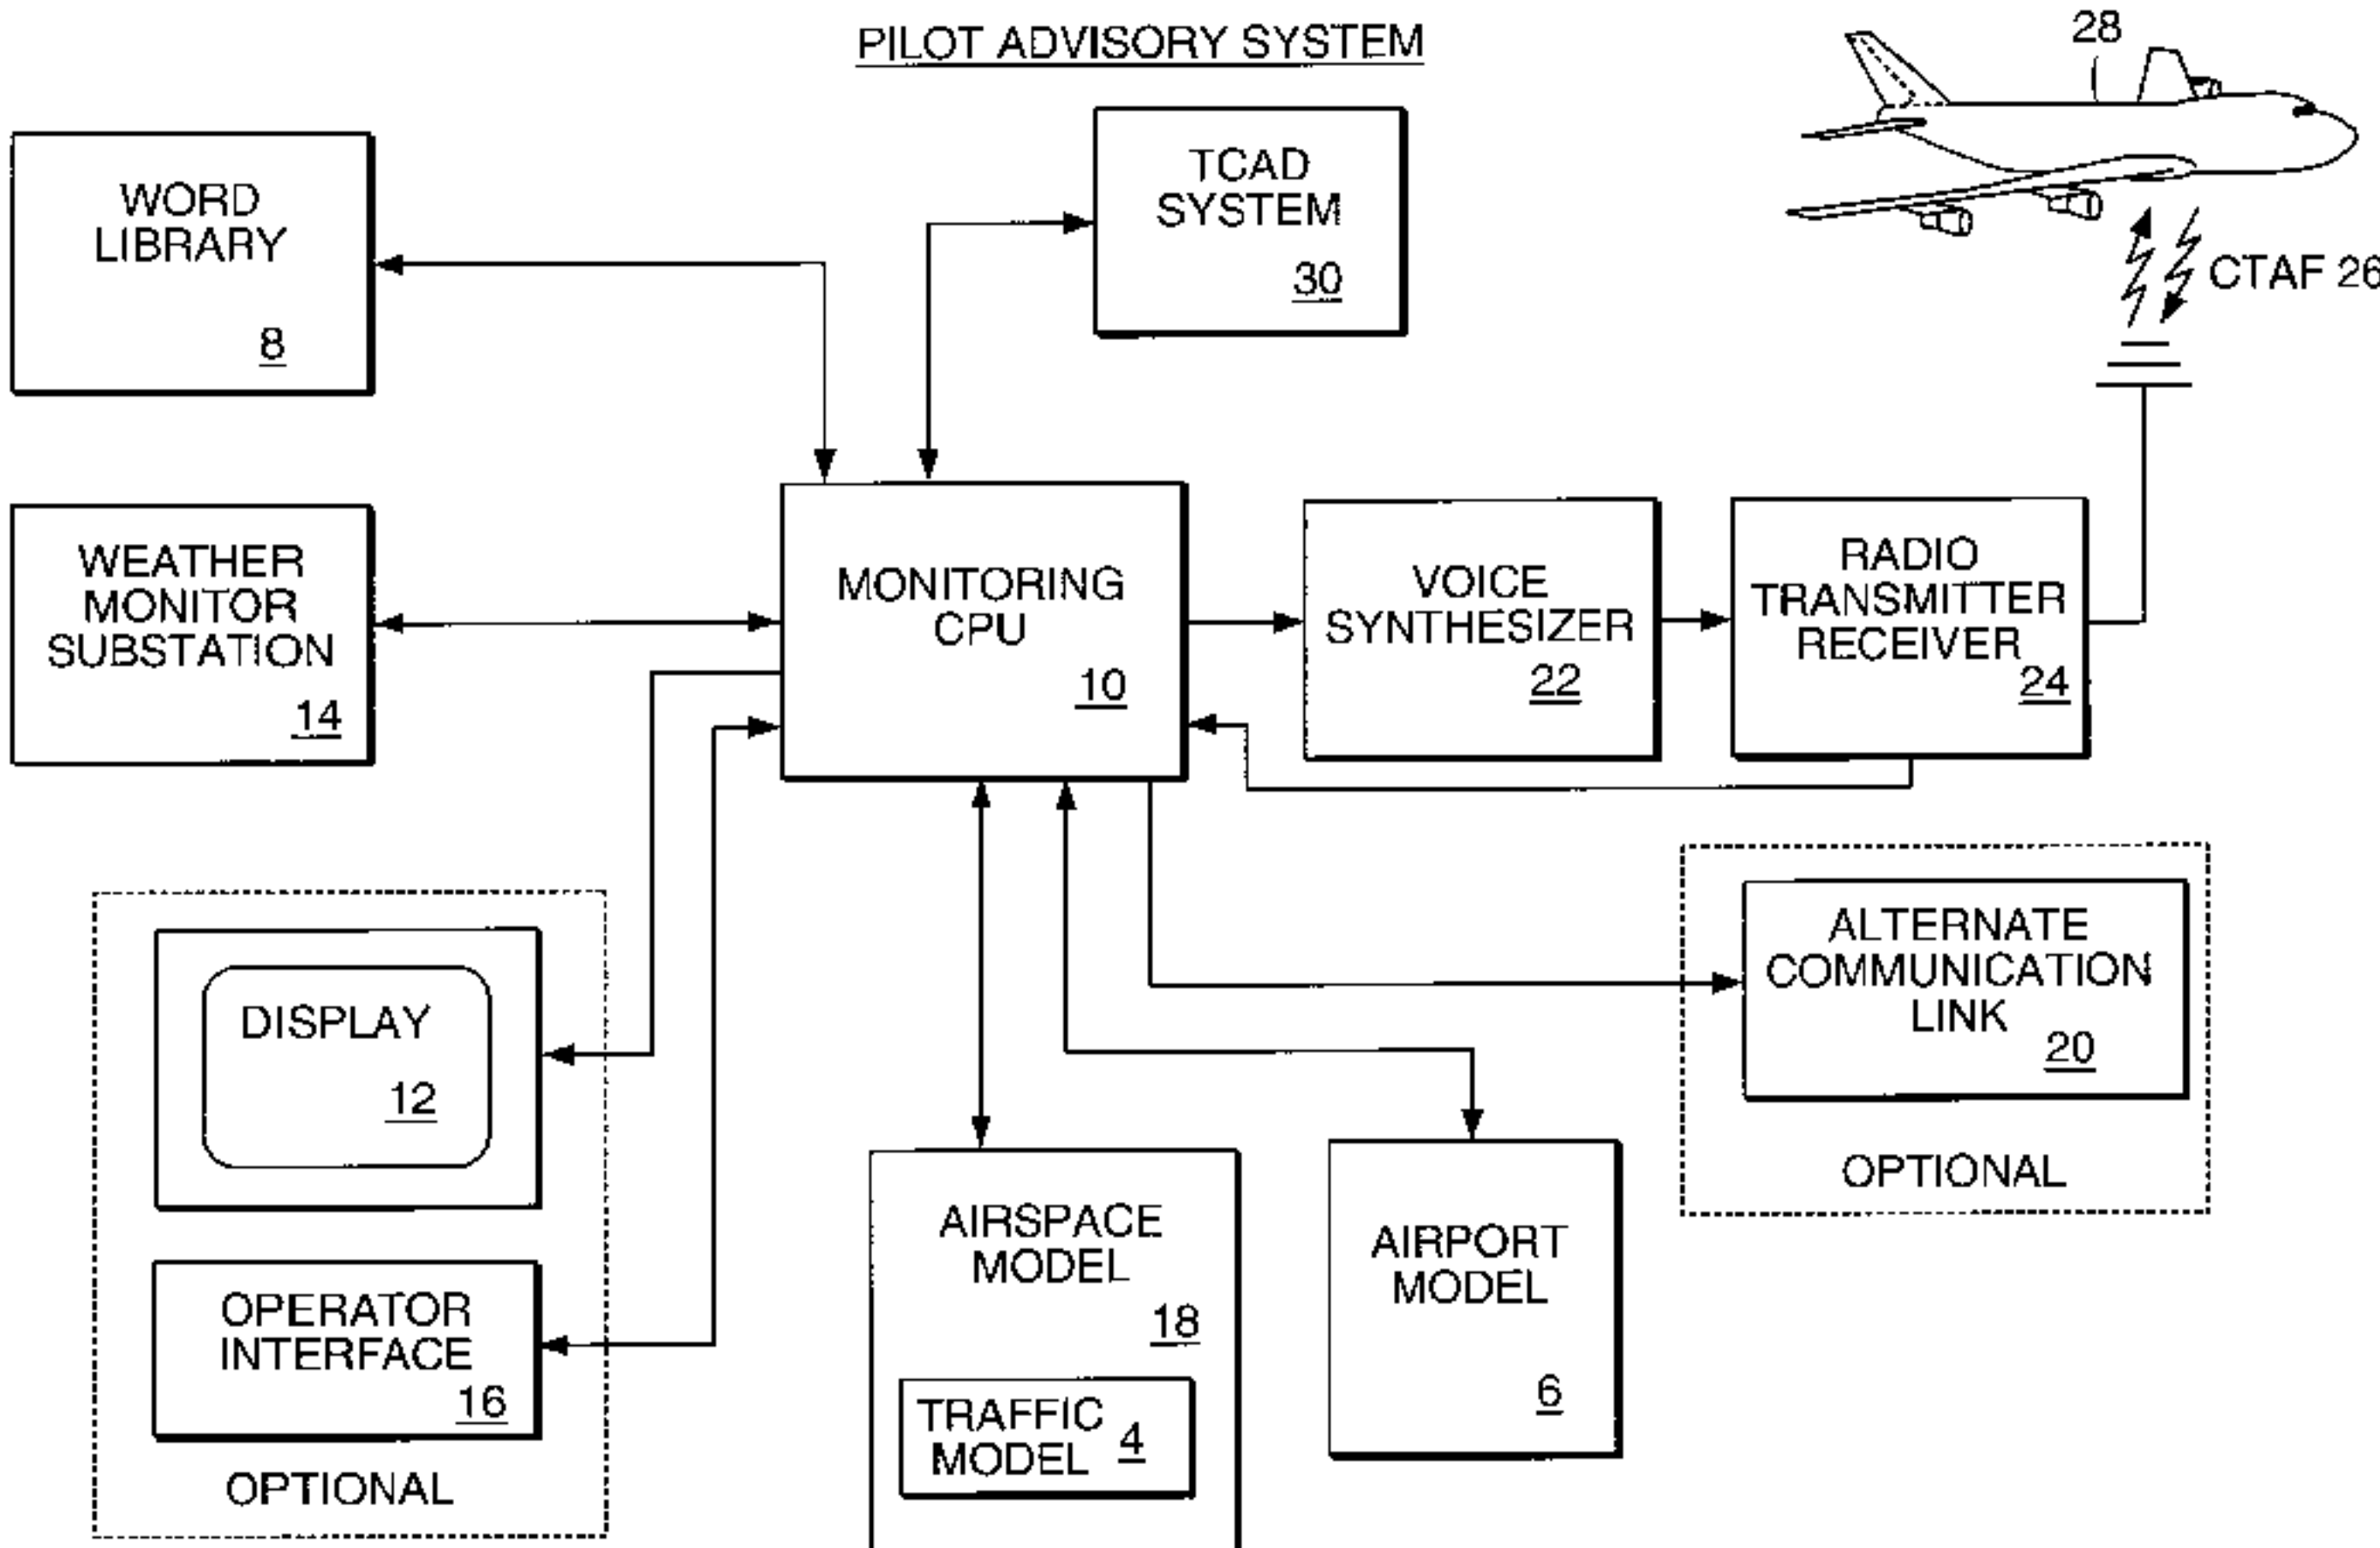 PILOT ADVISORY SYSTEM
28
WORD
LIBRARY
8
TCAD
SYSTEM
30
CTAF 26
WEATHER
MONITOR
SUBSTATION
14
MONITORING
CPU
10
VOICE
SYNTHESIZER
22
RADIO
TRANSMITTER
RECEIVER
24
DISPLAY
12
OPERATOR
INTERFACE
16
OPTIONAL
AIRSPACE
MODEL
18
TRAFFIC
MODEL
4
AIRPORT
MODEL
6
ALTERNATE
COMMUNICATION
LINK
20
OPTIONAL